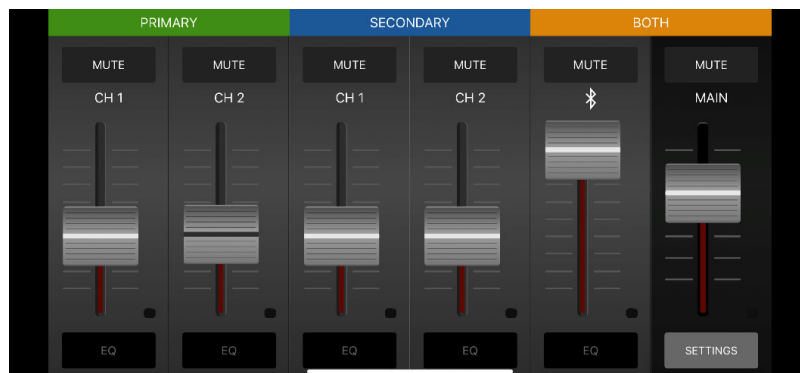 PRIMARY SECONDARY BOTH
MUTE MUTE MUTE MUTE MUTE MUTE
CH 1 CH 2 CH 1 CH 2 MAIN
EQ EQ EQ EQ EQ SETTINGS